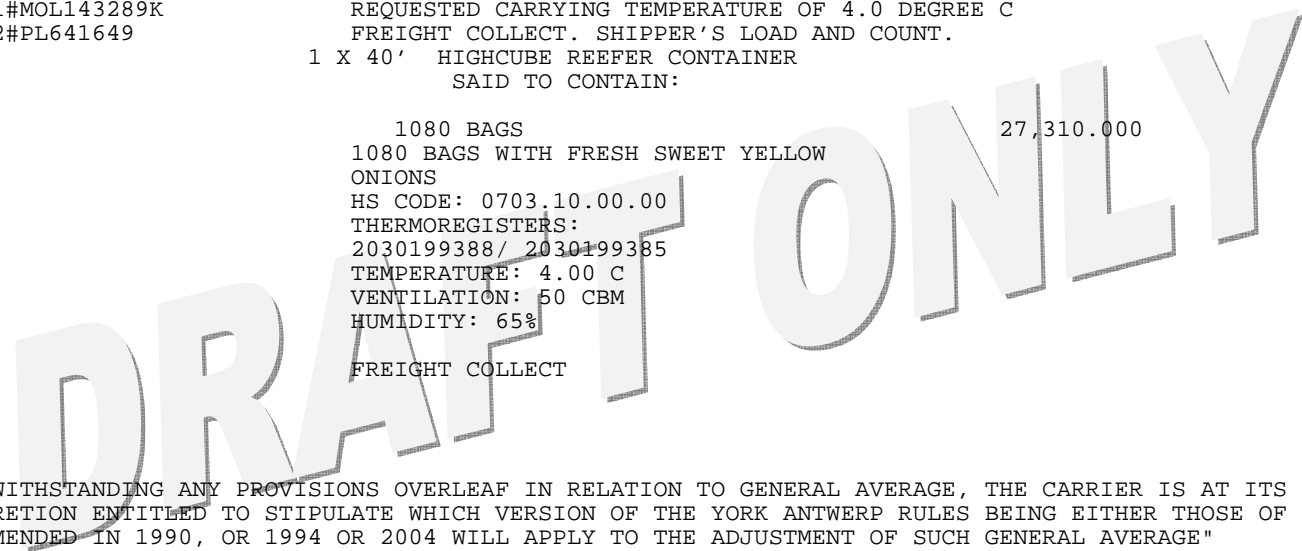 1#MOL143289K REQUESTED CARRYING TEMPERATURE OF 4.0 DEGREE C
2#PL641649 FREIGHT COLLECT. SHIPPER'S LOAD AND COUNT.
1 X 40' HIGHCUBE REEFER CONTAINER
SAID TO CONTAIN:
1080 BAGS 27,310.000
1080 BAGS WITH FRESH SWEET YELLOW
ONIONS
HS CODE: 0703.10.00.00
THERMOREGISTERS:
2030199388/ 2030199385
TEMPERATURE: 4.00 C
VENTILATION: 50 CBM
HUMIDITY: 65%
FREIGHT COLLECT
DRAFT ONLY
WITHSTANDING ANY PROVISIONS OVERLEAF IN RELATION TO GENERAL AVERAGE, THE CARRIER IS AT ITS
RETION ENTITLED TO STIPULATE WHICH VERSION OF THE YORK ANTWERP RULES BEING EITHER THOSE OF
MENDED IN 1990, OR 1994 OR 2004 WILL APPLY TO THE ADJUSTMENT OF SUCH GENERAL AVERAGE"